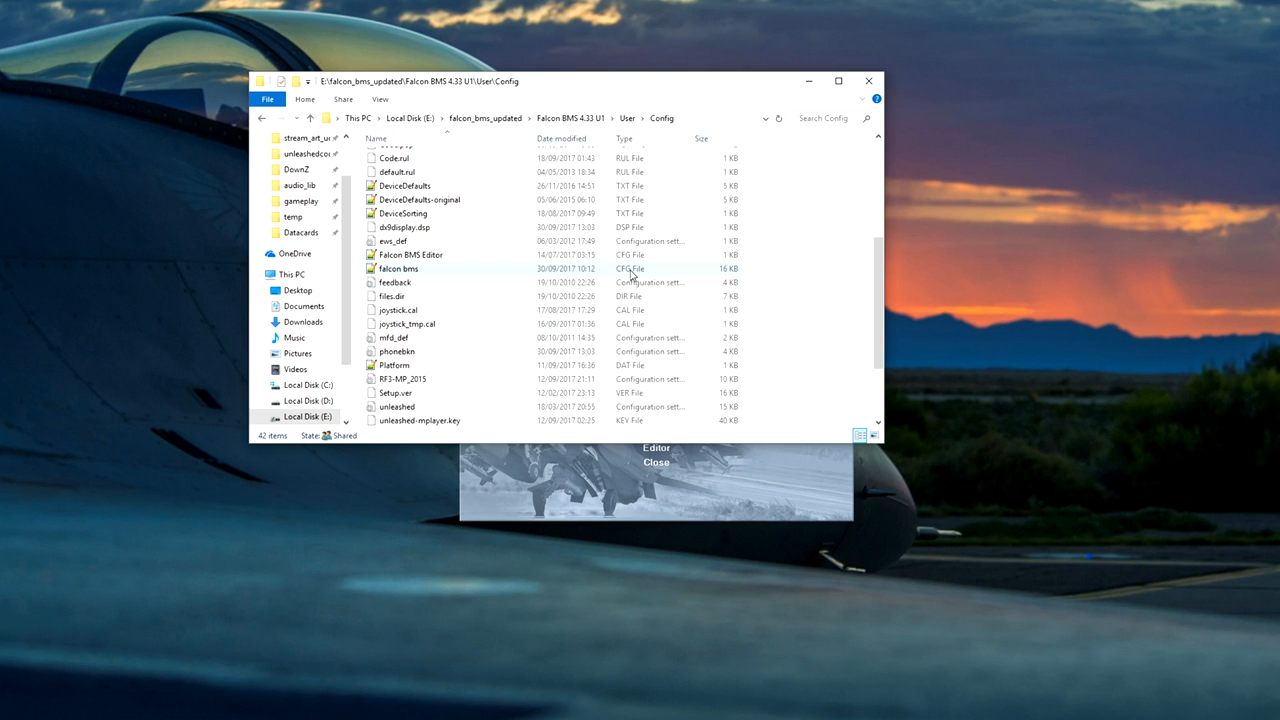 E:\falcon_bms_updated\Falcon BMS 4.33 U1\User\Config
File Home Share View
This PC Local Disk (E:) falcon_bms_updated Falcon BMS 4.33 U1 User Config Search Config
Name Date modified Type Size
stream_art_u
unleashedco
DownZ
audio_lib
gameplay
temp
Datacards
OneDrive
This PC
Desktop
Documents
Downloads
Music
Pictures
Videos
Local Disk (C:)
Local Disk (D:)
Local Disk (E:)
Code.rul 18/09/2017 01:43 RUL File 1 KB
default.rul 04/05/2013 18:34 RUL File 1 KB
DeviceDefaults 26/11/2016 14:51 TXT File 5 KB
DeviceDefaults-original 05/06/2015 06:10 TXT File 5 KB
DeviceSorting 18/08/2017 09:49 TXT File 1 KB
dx9display.dsp 30/09/2017 13:03 DSP File 1 KB
ews_def 06/03/2012 17:49 Configuration sett... 1 KB
Falcon BMS Editor 14/07/2017 03:15 CFG File 1 KB
falcon bms 30/09/2017 10:12 CFG File 16 KB
feedback 19/10/2010 22:26 Configuration sett... 4 KB
files.dir 19/10/2010 22:26 DIR File 7 KB
joystick.cal 17/08/2017 17:29 CAL File 1 KB
joystick_tmp.cal 16/09/2017 01:36 CAL File 1 KB
mfd_def 08/10/2011 14:35 Configuration sett... 2 KB
phonebkn 30/09/2017 13:03 Configuration sett... 4 KB
Platform 11/09/2017 16:36 DAT File 1 KB
RF3-MP_2015 12/09/2017 21:11 Configuration sett... 10 KB
Setup.ver 12/02/2017 23:13 VER File 16 KB
unleashed 18/03/2017 20:55 Configuration sett... 15 KB
unleashed-mplayer.key 12/09/2017 02:25 KEY File 40 KB
42 items State: Shared
Editor
Close